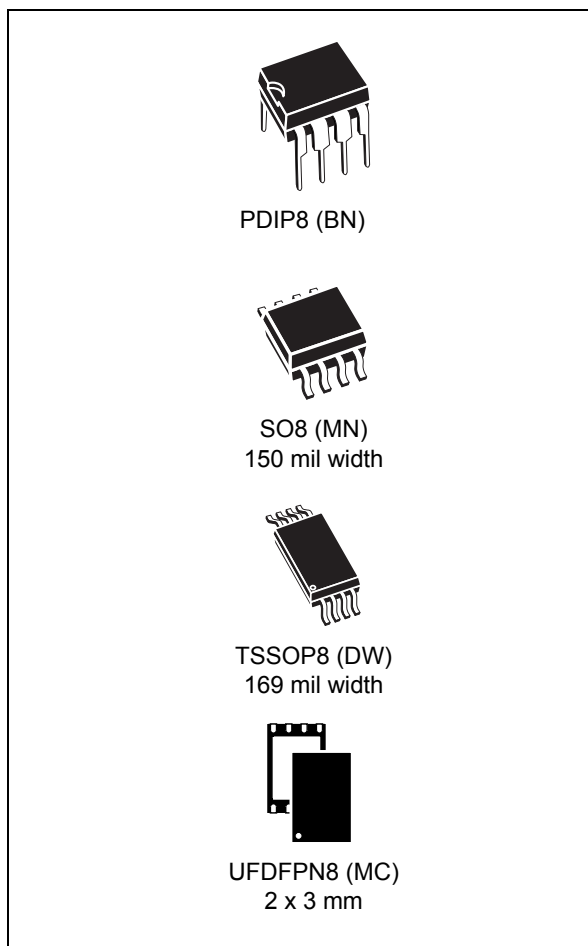 PDIP8 (BN)
SO8 (MN)
150 mil width
TSSOP8 (DW)
169 mil width
UFDFPN8 (MC)
2 x 3 mm